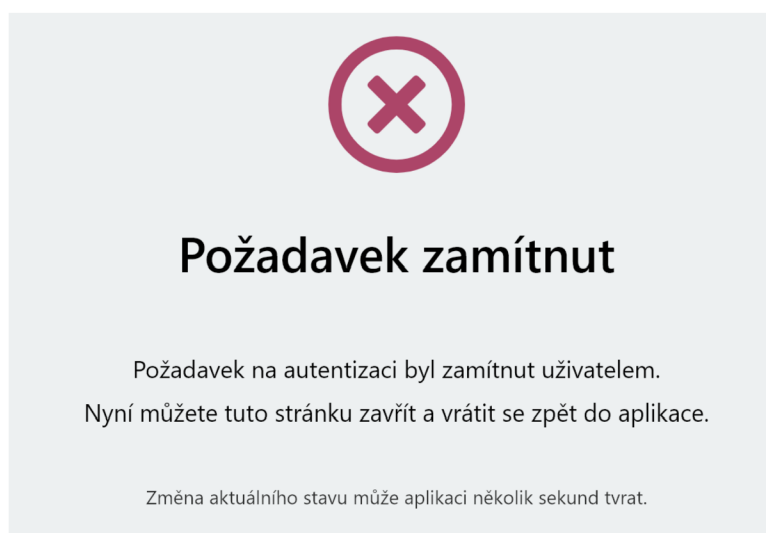 Požadavek zamítnut
Požadavek na autentizaci byl zamítnut uživatelem.
Nyní můžete tuto stránku zavřít a vrátit se zpět do aplikace.
Změna aktuálního stavu může aplikaci několik sekund tvrat.